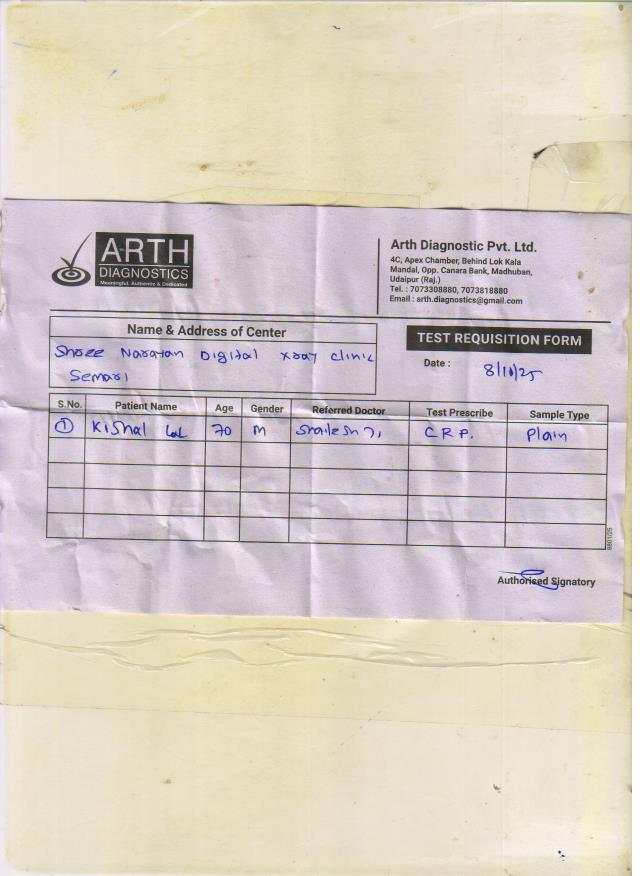 ARTH
DIAGNOSTICS
Meaningful, Authentic & Dedicated
Arth Diagnostic Pvt. Ltd.
4C, Apex Chamber, Behind Lok Kala
Mandal, Opp. Canara Bank, Madhuban,
Udaipur (Raj.)
Tel. : 7073308880, 7073818880
Email : arth.diagnostics@gmail.com
Name & Address of Center
Shree Narayan Digital xray clinic
Semari
TEST REQUISITION FORM
Date : 8/10/25
S.No. Patient Name Age Gender Referred Doctor Test Prescribe Sample Type
① Kishal Lal 70 M Shailesh Ji C.R.P. Plain
8801/25
Authorised Signatory